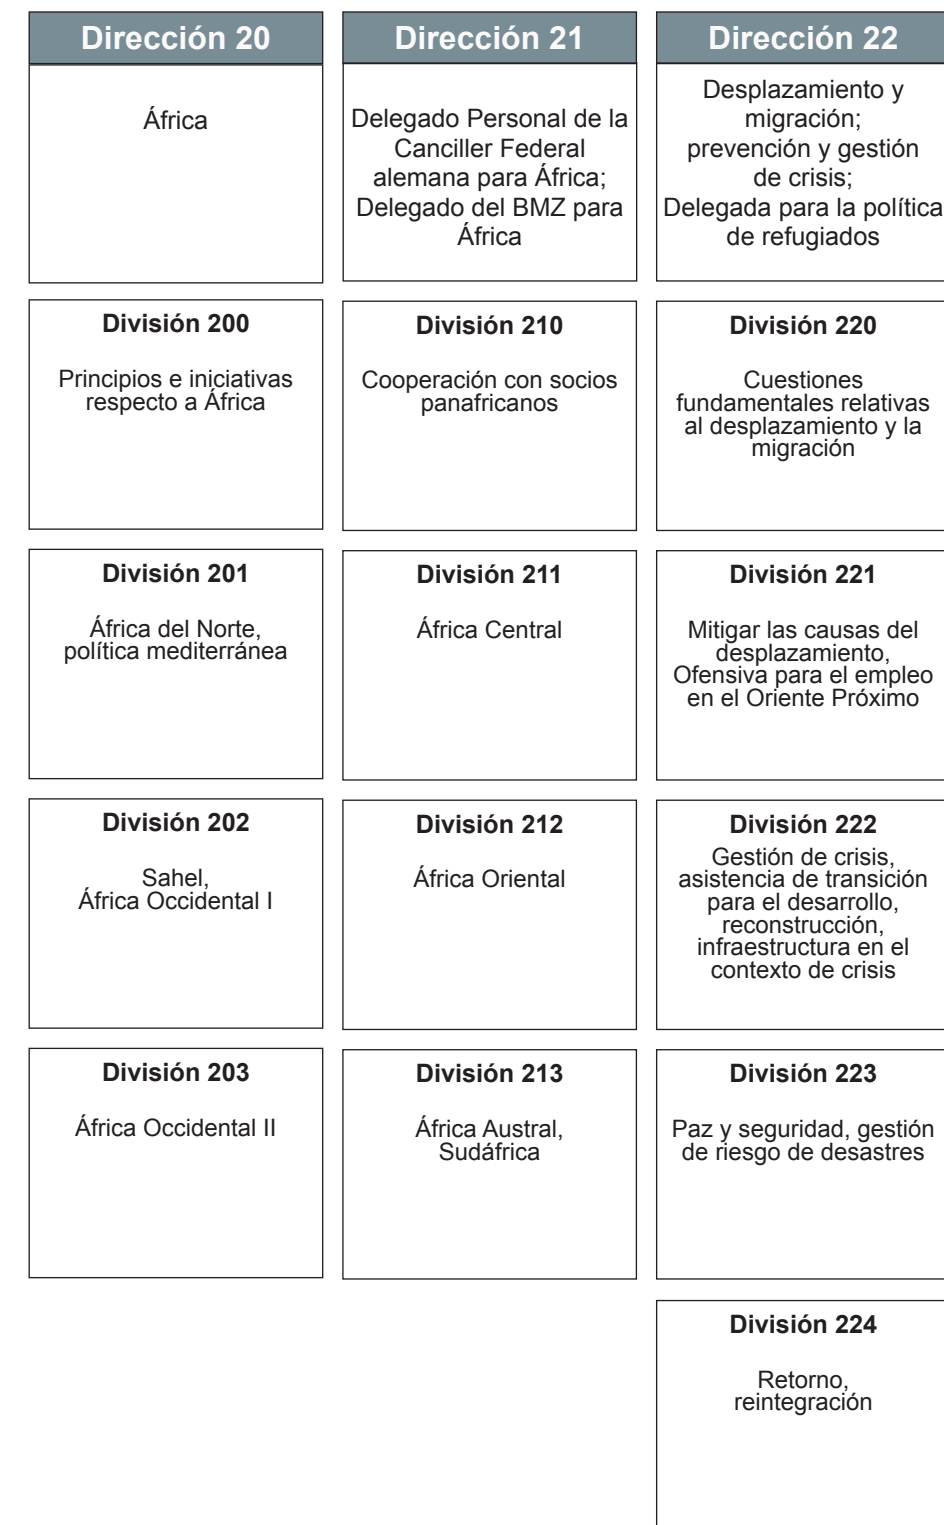 Dirección 20
África
División 200
Principios e iniciativas
respecto a África
División 201
África del Norte,
política mediterránea
División 202
Sahel,
África Occidental I
División 203
África Occidental II
Dirección 21
Delegado Personal de la
Canciller Federal
alemana para África;
Delegado del BMZ para
África
División 210
Cooperación con socios
panafricanos
División 211
África Central
División 212
África Oriental
División 213
África Austral,
Sudáfrica
Dirección 22
Desplazamiento y
migración;
prevención y gestión
de crisis;
Delegada para la política
de refugiados
División 220
Cuestiones
fundamentales relativas
al desplazamiento y la
migración
División 221
Mitigar las causas del
desplazamiento,
Ofensiva para el empleo
en el Oriente Próximo
División 222
Gestión de crisis,
asistencia de transición
para el desarrollo,
reconstrucción,
infraestructura en el
contexto de crisis
División 223
Paz y seguridad, gestión
de riesgo de desastres
División 224
Retorno,
reintegración